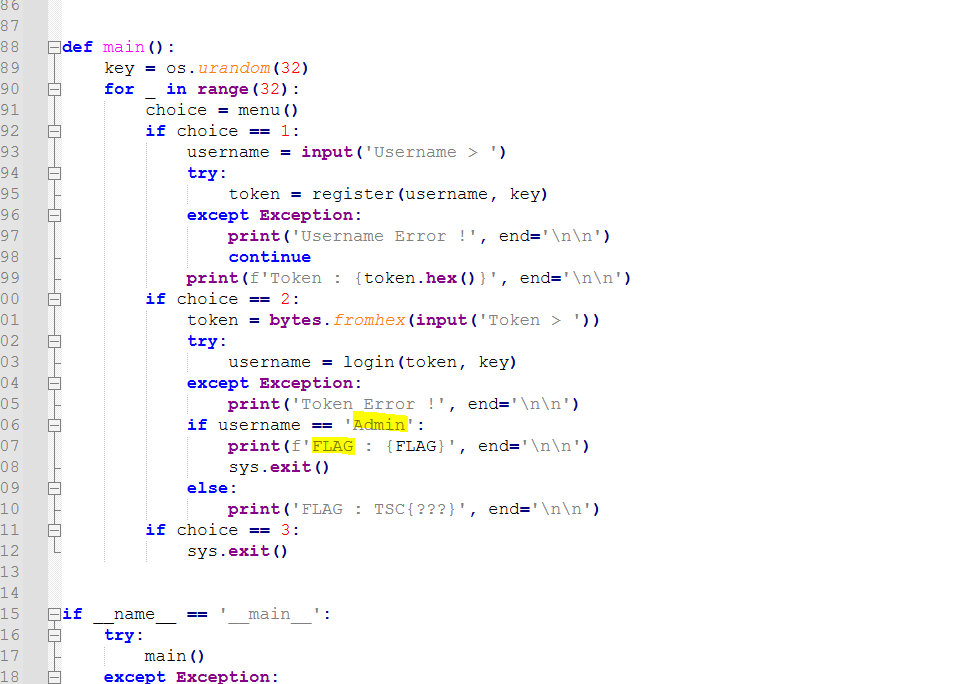 86
87
88 def main():
89 key = os.urandom(32)
90 for _ in range(32):
91 choice = menu()
92 if choice == 1:
93 username = input('Username > ')
94 try:
95 token = register(username, key)
96 except Exception:
97 print('Username Error !', end='\n\n')
98 continue
99 print(f'Token : {token.hex()}', end='\n\n')
00 if choice == 2:
01 token = bytes.fromhex(input('Token > '))
02 try:
03 username = login(token, key)
04 except Exception:
05 print('Token Error !', end='\n\n')
06 if username == 'Admin':
07 print(f'FLAG : {FLAG}', end='\n\n')
08 sys.exit()
09 else:
10 print('FLAG : TSC{???}', end='\n\n')
11 if choice == 3:
12 sys.exit()
13
14
15 if __name__ == '__main__':
16 try:
17 main()
18 except Exception: